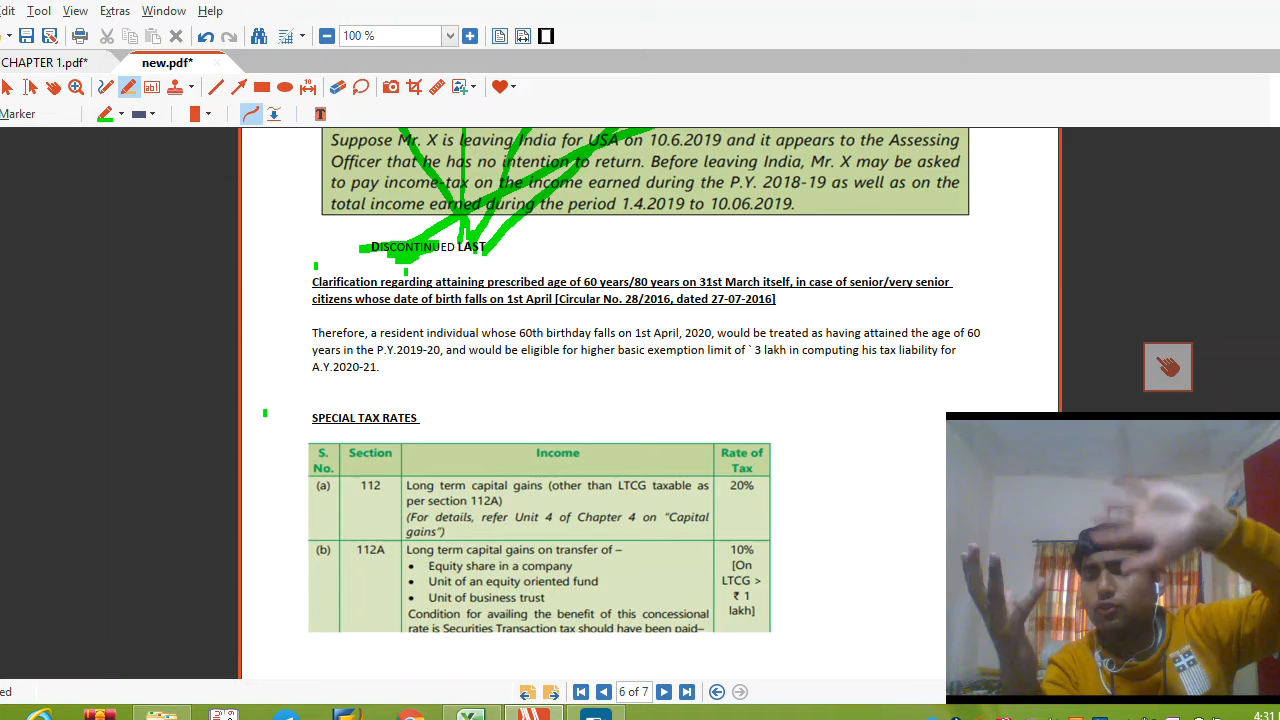 dit Tool View Extras Window Help
100 %
CHAPTER 1.pdf* new.pdf*
Marker
Suppose Mr. X is leaving India for USA on 10.6.2019 and it appears to the Assessing
Officer that he has no intention to return. Before leaving India, Mr. X may be asked
to pay income-tax on the income earned during the P.Y. 2018-19 as well as on the
total income earned during the period 1.4.2019 to 10.06.2019.
DISCONTINUED LAST
Clarification regarding attaining prescribed age of 60 years/80 years on 31st March itself, in case of senior/very senior
citizens whose date of birth falls on 1st April [Circular No. 28/2016, dated 27-07-2016]
Therefore, a resident individual whose 60th birthday falls on 1st April, 2020, would be treated as having attained the age of 60
years in the P.Y.2019-20, and would be eligible for higher basic exemption limit of ` 3 lakh in computing his tax liability for
A.Y.2020-21.
SPECIAL TAX RATES
S. No. Section Income Rate of Tax
(a) 112 Long term capital gains (other than LTCG taxable as 20%
per section 112A)
(For details, refer Unit 4 of Chapter 4 on "Capital
gains")
(b) 112A Long term capital gains on transfer of – 10%
• Equity share in a company [On
• Unit of an equity oriented fund LTCG >
• Unit of business trust ₹ 1
Condition for availing the benefit of this concessional lakh]
rate is Securities Transaction tax should have been paid–
ed
6 of 7
4:31